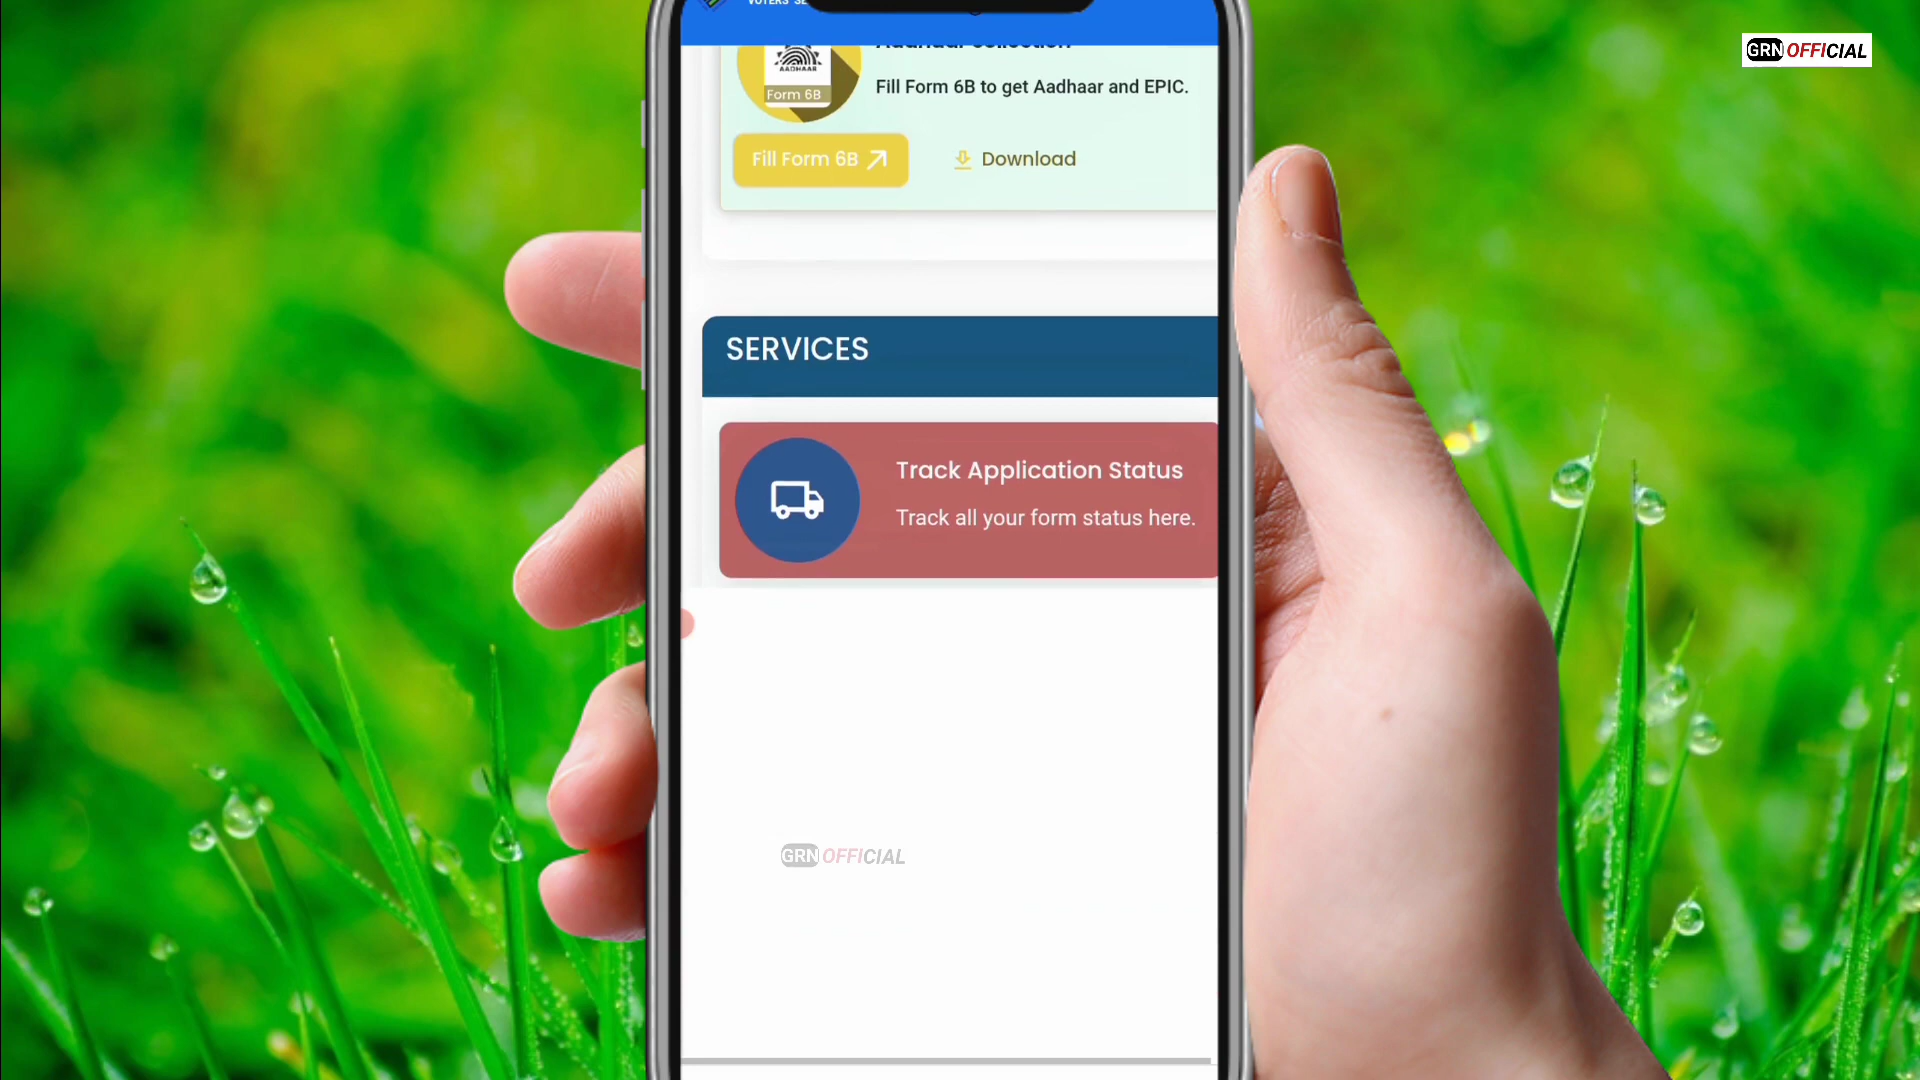 GRN OFFICIAL
AADHAAR
Form 6B
Fill Form 6B to get Aadhaar and EPIC.
Fill Form 6B
Download
SERVICES
Track Application Status
Track all your form status here.
GRN OFFICIAL